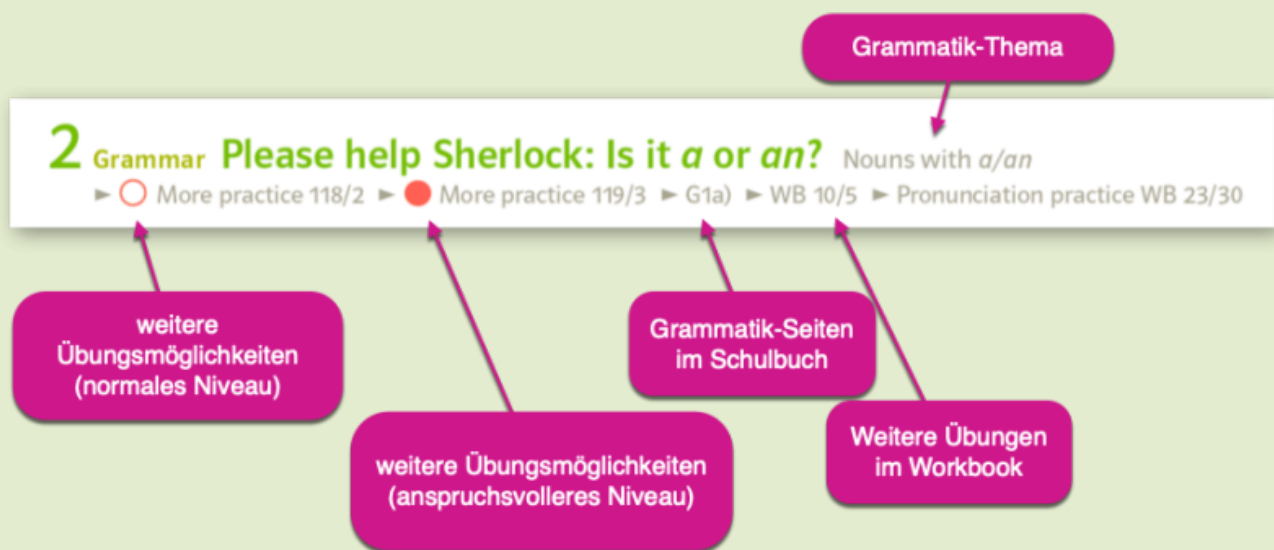 Grammatik-Thema
2 Grammar Please help Sherlock: Is it a or an? Nouns with a/an
► ○ More practice 118/2 ► ● More practice 119/3 ► G1a) ► WB 10/5 ► Pronunciation practice WB 23/30
weitere
Übungsmöglichkeiten
(normales Niveau)
weitere Übungsmöglichkeiten
(anspruchsvolleres Niveau)
Grammatik-Seiten
im Schulbuch
Weitere Übungen
im Workbook